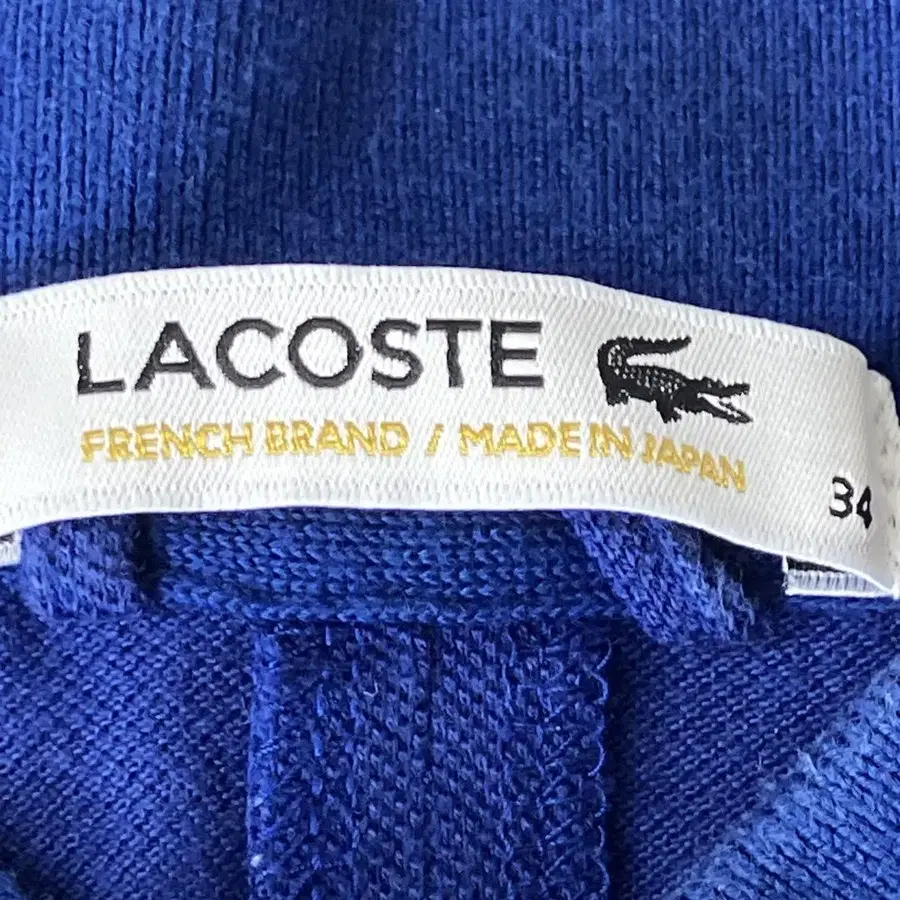 LACOSTE
FRENCH BRAND / MADE IN JAPAN
34